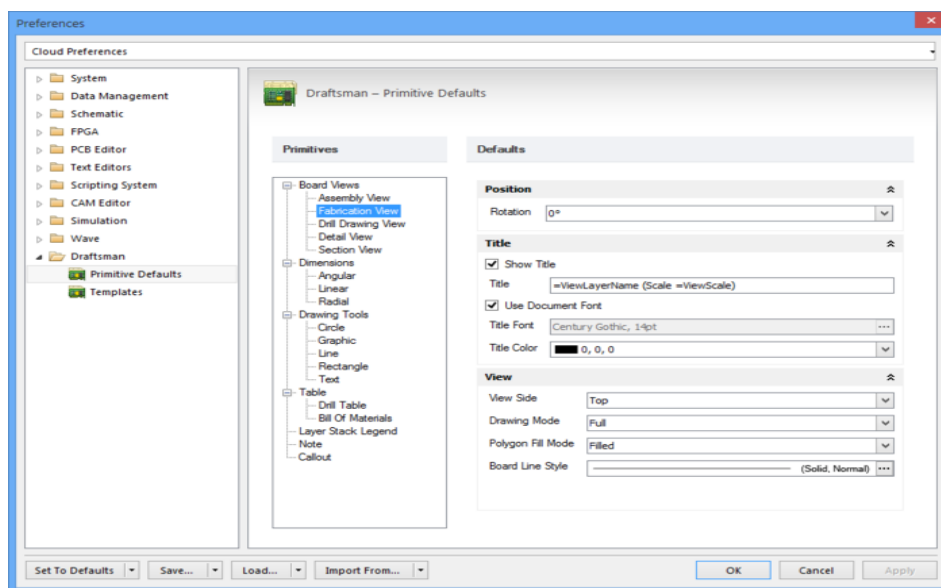 Preferences
Cloud Preferences
System
Data Management
Schematic
FPGA
PCB Editor
Text Editors
Scripting System
CAM Editor
Simulation
Wave
Draftsman
Primitive Defaults
Templates
Draftsman – Primitive Defaults
Primitives
Board Views
Assembly View
Fabrication View
Drill Drawing View
Detail View
Section View
Dimensions
Angular
Linear
Radial
Drawing Tools
Circle
Graphic
Line
Rectangle
Text
Table
Drill Table
Bill Of Materials
Layer Stack Legend
Note
Callout
Defaults
Position
Rotation 0°
Title
Show Title
Title =ViewLayerName (Scale =ViewScale)
Use Document Font
Title Font Century Gothic, 14pt ...
Title Color 0, 0, 0
View
View Side Top
Drawing Mode Full
Polygon Fill Mode Filled
Board Line Style (Solid, Normal) ...
Set To Defaults Save... Load... Import From... OK Cancel Apply